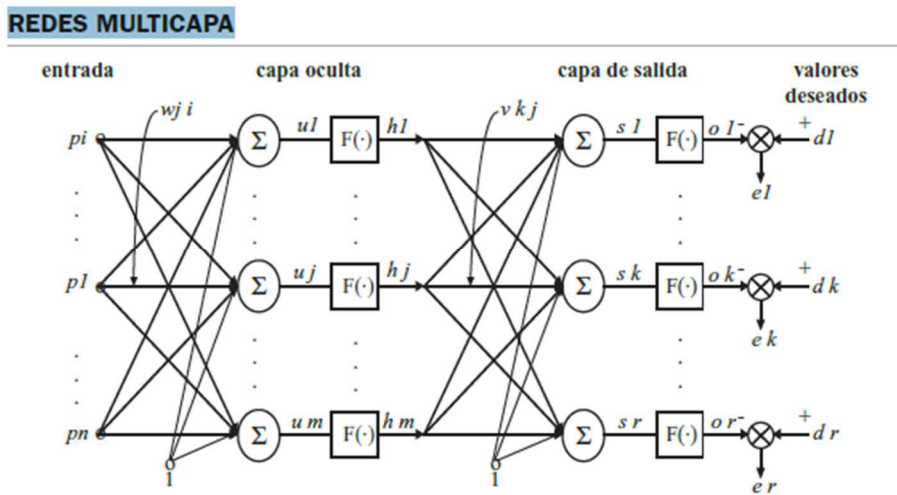 REDES MULTICAPA
entrada capa oculta capa de salida valores deseados
wj i v k j
pi Σ u1 F(·) h1 Σ s 1 F(·) o 1- + d1
e1
p1 Σ u j F(·) h j Σ s k F(·) o k- + d k
e k
pn Σ u m F(·) h m Σ s r F(·) o r- + d r
1 1 e r